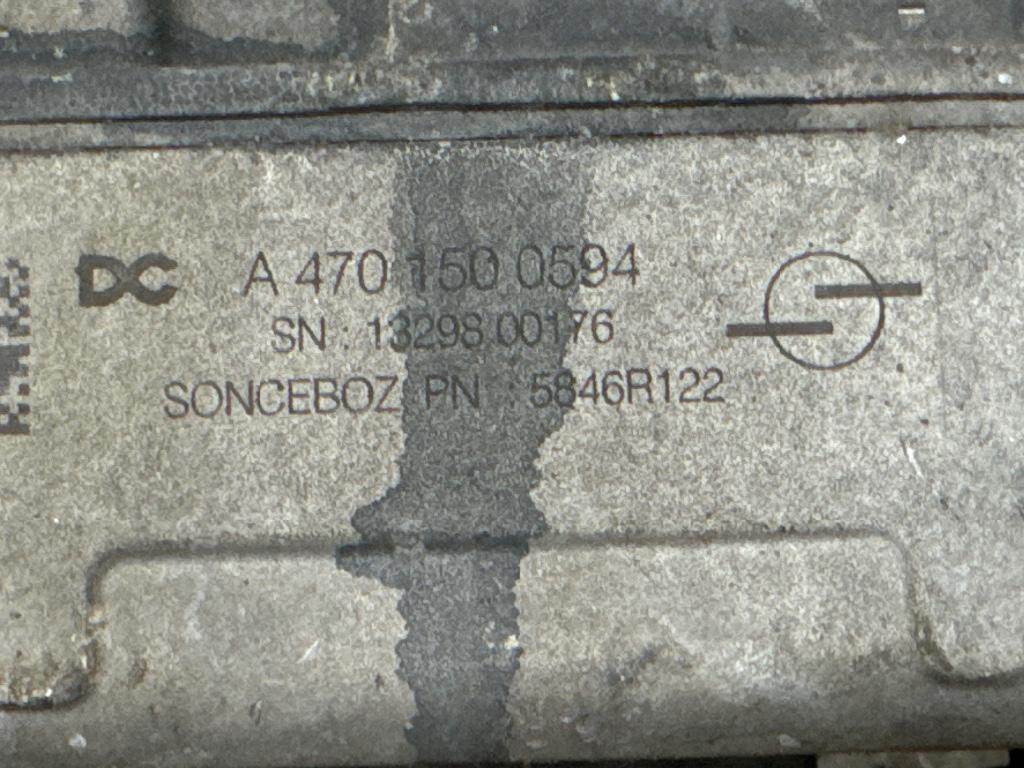 DC A 470 150 0594
SN : 13298 00176
SONCEBOZ PN : 5846R122